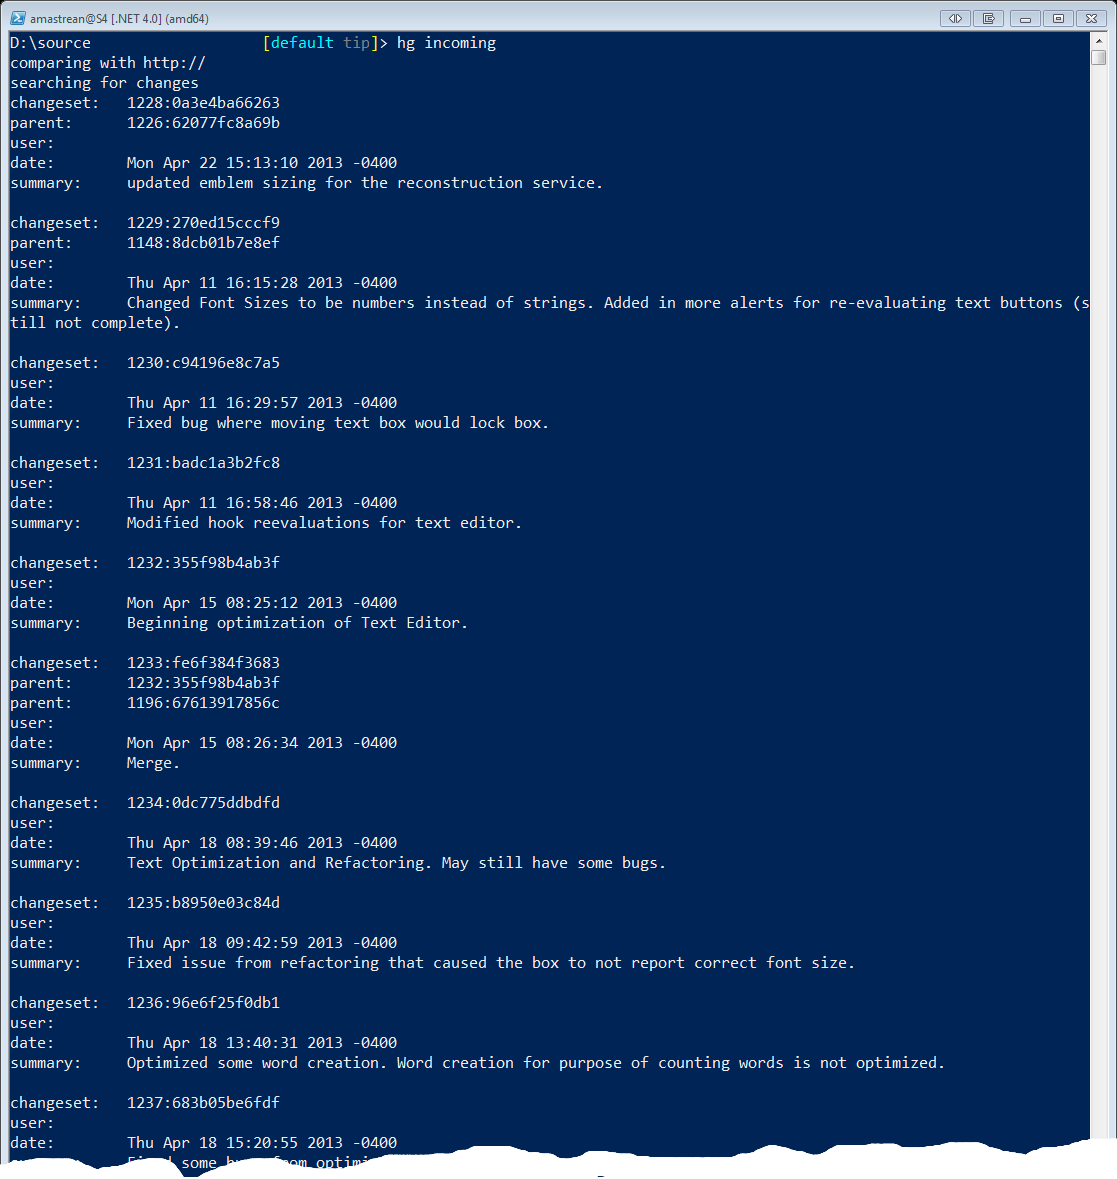 amastrean@S4 [.NET 4.0] (amd64)
D:\source [default tip]> hg incoming
comparing with http://
searching for changes
changeset: 1228:0a3e4ba66263
parent: 1226:62077fc8a69b
user:
date: Mon Apr 22 15:13:10 2013 -0400
summary: updated emblem sizing for the reconstruction service.
changeset: 1229:270ed15cccf9
parent: 1148:8dcb01b7e8ef
user:
date: Thu Apr 11 16:15:28 2013 -0400
summary: Changed Font Sizes to be numbers instead of strings. Added in more alerts for re-evaluating text buttons (s
till not complete).
changeset: 1230:c94196e8c7a5
user:
date: Thu Apr 11 16:29:57 2013 -0400
summary: Fixed bug where moving text box would lock box.
changeset: 1231:badc1a3b2fc8
user:
date: Thu Apr 11 16:58:46 2013 -0400
summary: Modified hook reevaluations for text editor.
changeset: 1232:355f98b4ab3f
user:
date: Mon Apr 15 08:25:12 2013 -0400
summary: Beginning optimization of Text Editor.
changeset: 1233:fe6f384f3683
parent: 1232:355f98b4ab3f
parent: 1196:67613917856c
user:
date: Mon Apr 15 08:26:34 2013 -0400
summary: Merge.
changeset: 1234:0dc775ddbdfd
user:
date: Thu Apr 18 08:39:46 2013 -0400
summary: Text Optimization and Refactoring. May still have some bugs.
changeset: 1235:b8950e03c84d
user:
date: Thu Apr 18 09:42:59 2013 -0400
summary: Fixed issue from refactoring that caused the box to not report correct font size.
changeset: 1236:96e6f25f0db1
user:
date: Thu Apr 18 13:40:31 2013 -0400
summary: Optimized some word creation. Word creation for purpose of counting words is not optimized.
changeset: 1237:683b05be6fdf
user:
date: Thu Apr 18 15:20:55 2013 -0400
some